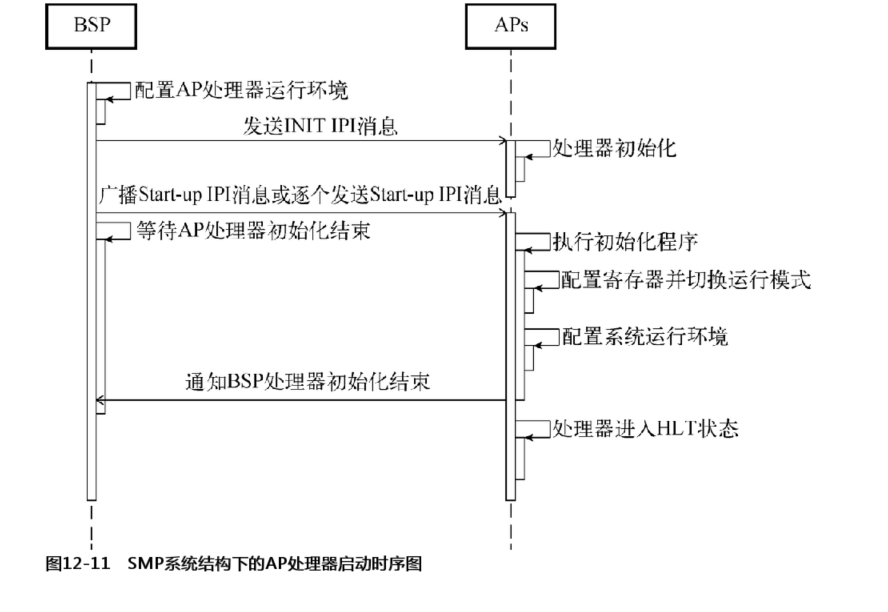 BSP
APs
配置AP处理器运行环境
发送INIT IPI消息
处理器初始化
广播Start-up IPI消息或逐个发送Start-up IPI消息
等待AP处理器初始化结束
执行初始化程序
配置寄存器并切换运行模式
配置系统运行环境
通知BSP处理器初始化结束
处理器进入HLT状态
图12-11 SMP系统结构下的AP处理器启动时序图